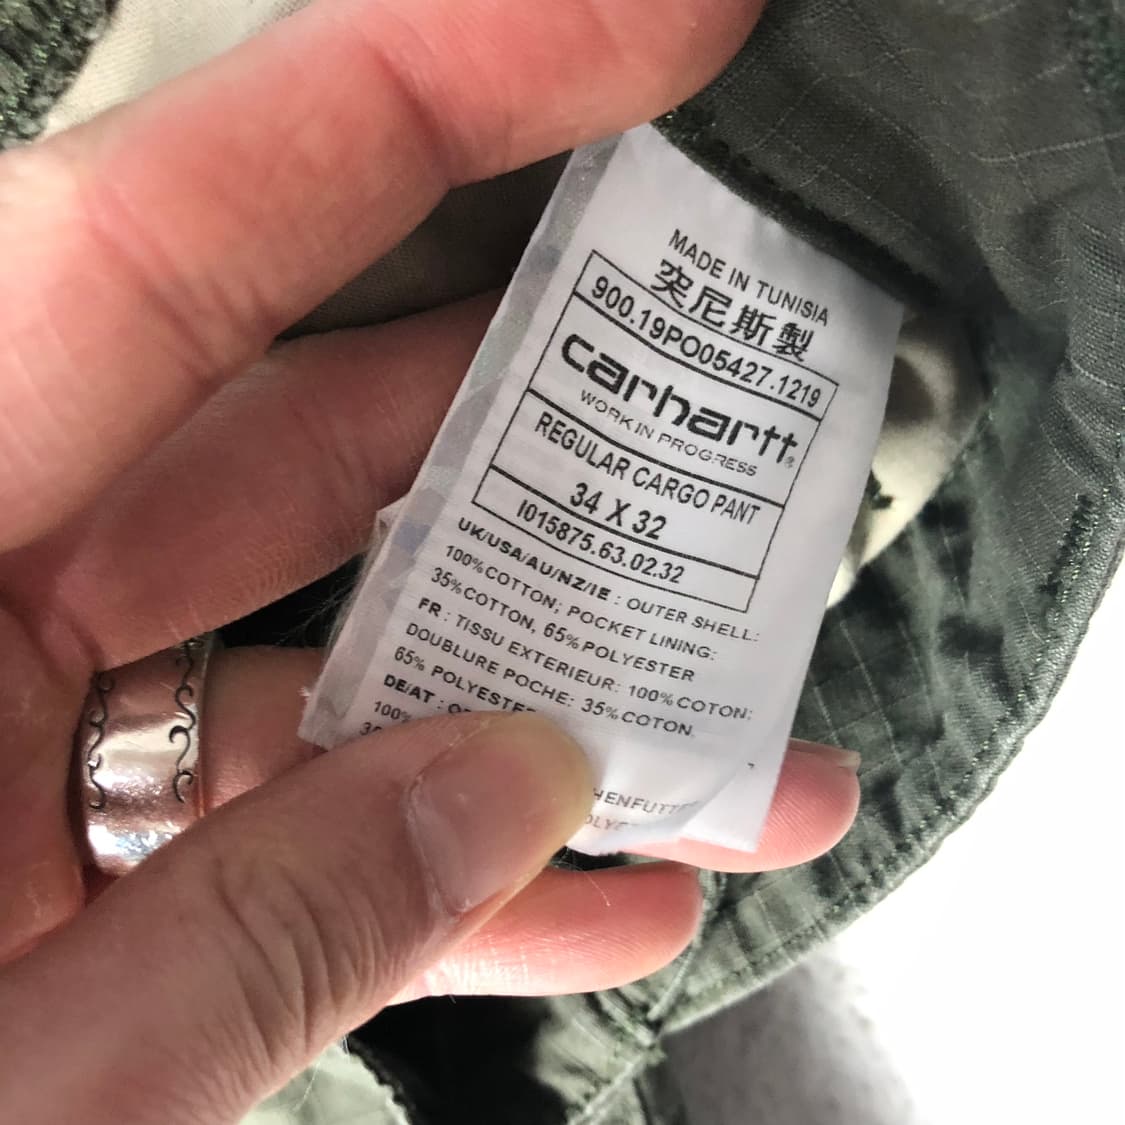 MADE IN TUNISIA
突尼斯製
900.19PO05427.1219
carhartt®
WORK IN PROGRESS
REGULAR CARGO PANT
34 X 32
I015875.63.02.32
UK/USA/AU/NZ/IE : OUTER SHELL:
100%COTTON; POCKET LINING:
35%COTTON, 65%POLYESTER
FR : TISSU EXTERIEUR: 100%COTON;
DOUBLURE POCHE: 35%COTON.
65% POLYESTER
DE/AT :
100%